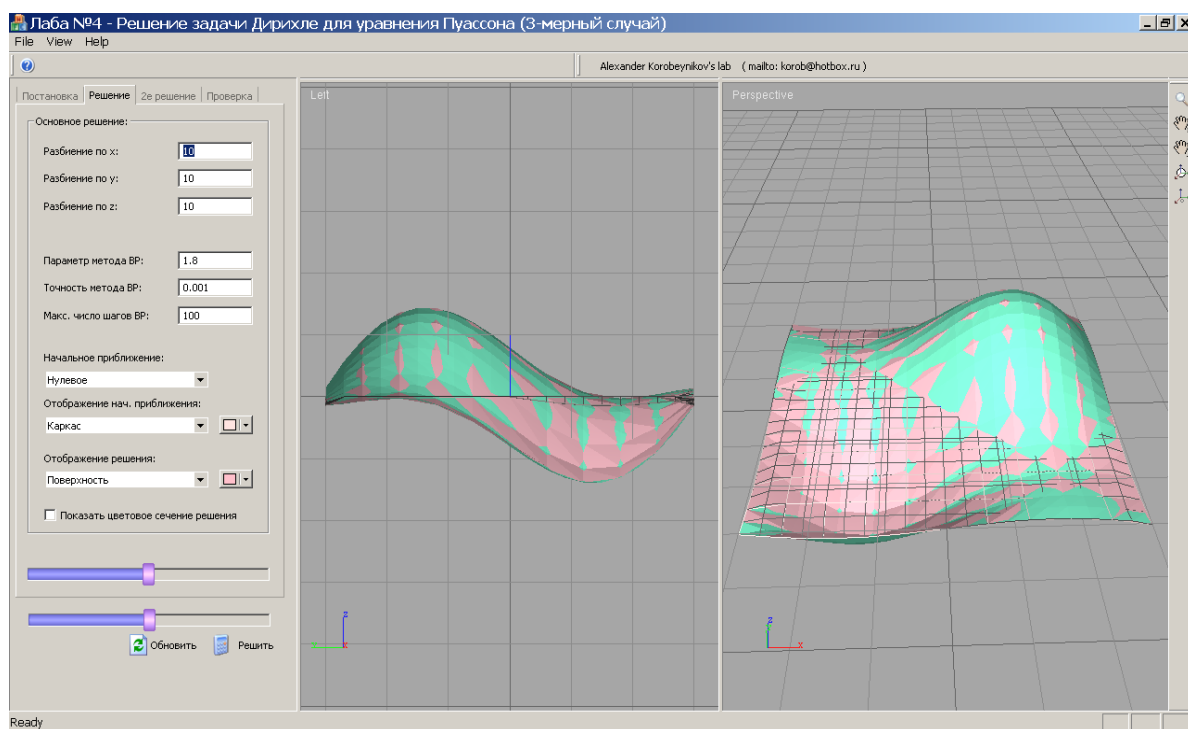 Лаба №4 - Решение задачи Дирихле для уравнения Пуассона (3-мерный случай)
File View Help
Alexander Korobeynikov's lab ( mailto: korob@hotbox.ru )
Постановка Решение 2е решение Проверка
Основное решение:
Разбиение по x: 10
Разбиение по y: 10
Разбиение по z: 10
Параметр метода ВР: 1.8
Точность метода ВР: 0.001
Макс. число шагов ВР: 100
Начальное приближение:
Нулевое
Отображение нач. приближения:
Каркас
Отображение решения:
Поверхность
Показать цветовое сечение решения
Обновить Решить
Left
z
x
Perspective
z
x
Ready